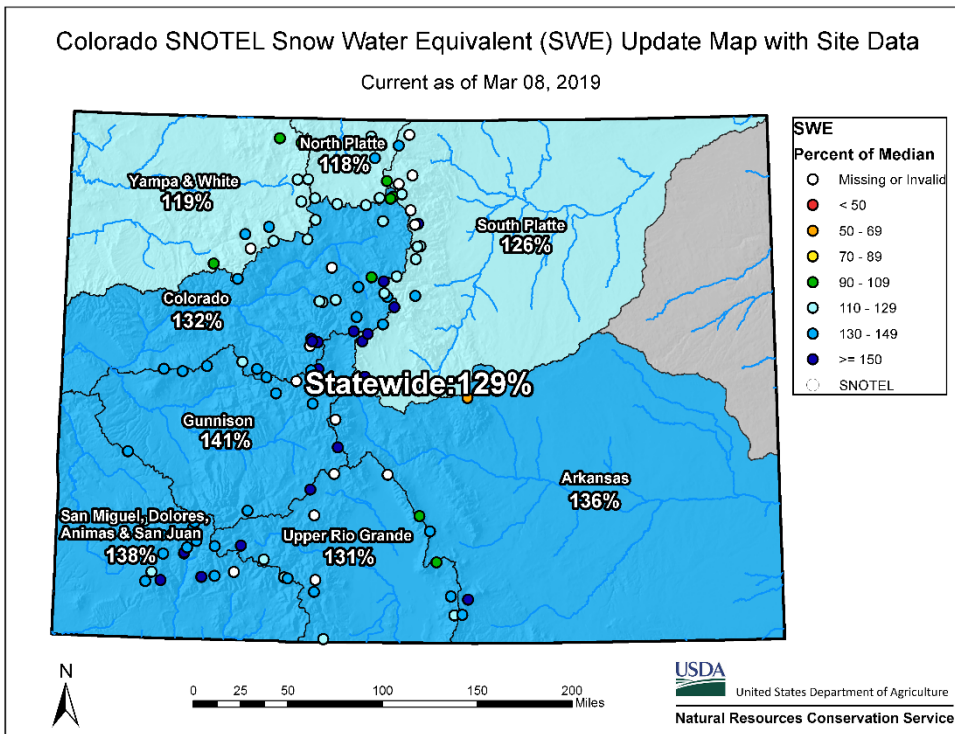 Colorado SNOTEL Snow Water Equivalent (SWE) Update Map with Site Data
Current as of Mar 08, 2019
North Platte
118%
Yampa & White
119%
South Platte
126%
Colorado
132%
Statewide:129%
Gunnison
141%
Arkansas
136%
San Miguel, Dolores,
Animas & San Juan
138%
Upper Rio Grande
131%
SWE
Percent of Median
Missing or Invalid
< 50
50 - 69
70 - 89
90 - 109
110 - 129
130 - 149
>= 150
SNOTEL
N
0 25 50 100 150 200
Miles
USDA
United States Department of Agriculture
Natural Resources Conservation Service